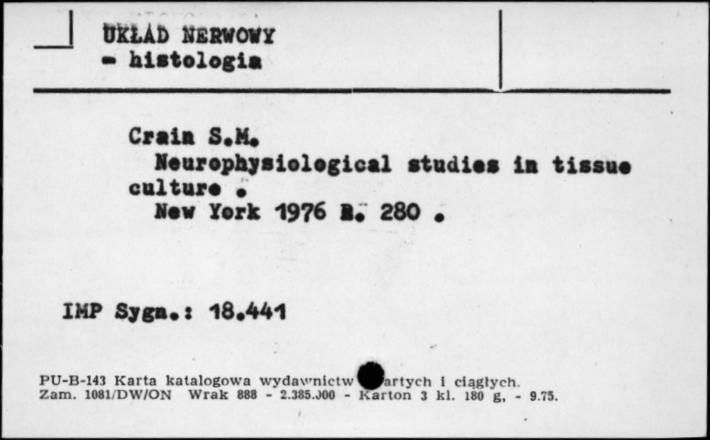 UKŁAD NERWOWY
- histologia
Crain S.M.
Neurophysiological studies in tissue
culture .
New York 1976 R. 280 .
IMP Sygn.: 18.441
PU-B-143 Karta katalogowa wydawnictw artych i ciągłych.
Zam. 1081/DW/ON Wrak 888 - 2.385.000 - Karton 3 kl. 180 g, - 9.75.